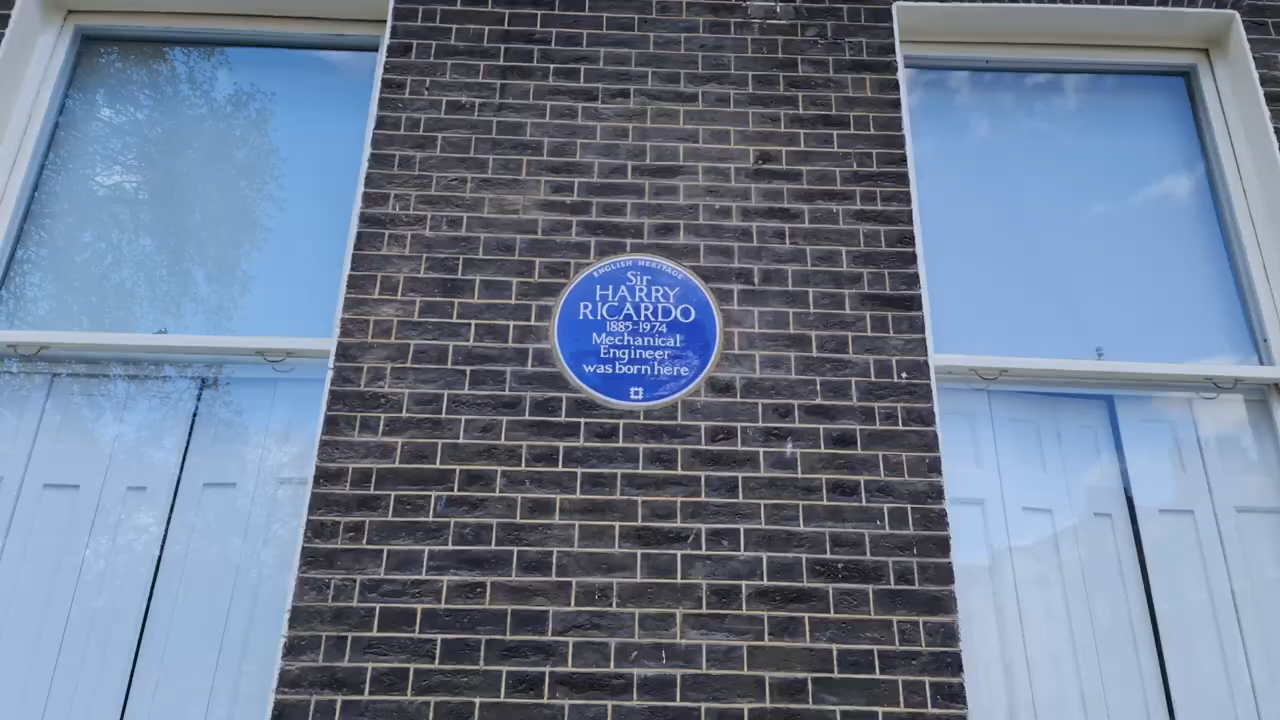 ENGLISH HERITAGE
Sir
HARRY
RICARDO
1885-1974
Mechanical
Engineer
was born here